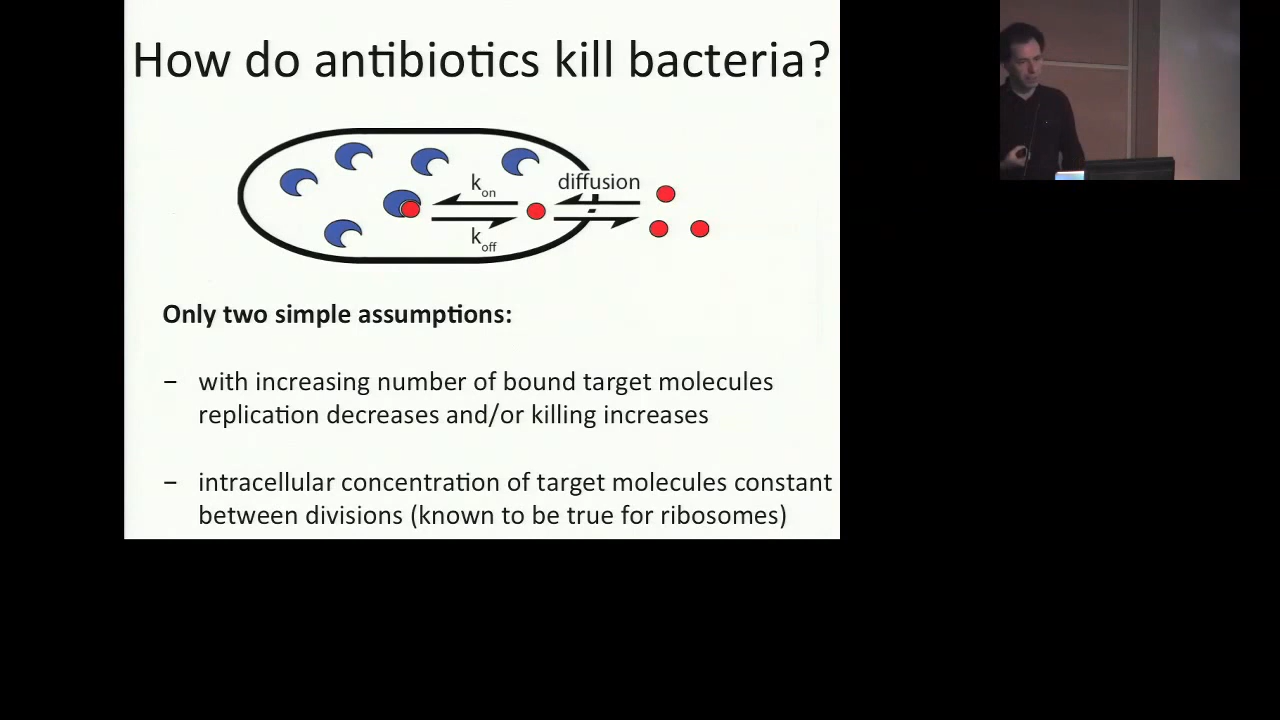 How do antibiotics kill bacteria?
kon
diffusion
koff
Only two simple assumptions:
– with increasing number of bound target molecules
replication decreases and/or killing increases
– intracellular concentration of target molecules constant
between divisions (known to be true for ribosomes)